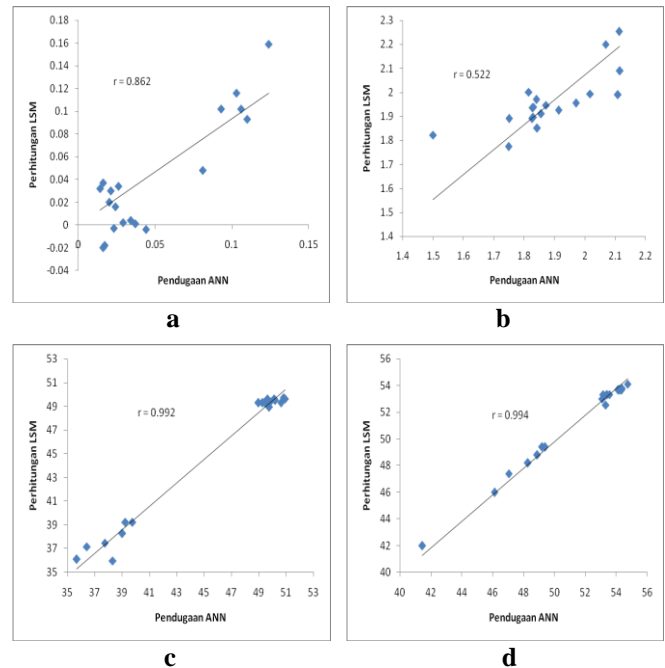 0.18
0.16
0.14
0.12
0.1
0.08
0.06
0.04
0.02
0
-0.02
-0.04
0
0.05
0.1
0.15
r = 0.862
Perhitungan LSM
Pendugaan ANN
a
2.3
2.2
2.1
2
1.9
1.8
1.7
1.6
1.5
1.4
1.4 1.5 1.6 1.7 1.8 1.9 2 2.1 2.2
r = 0.522
Perhitungan LSM
Pendugaan ANN
b
53
51
49
47
45
43
41
39
37
35
35 37 39 41 43 45 47 49 51 53
r = 0.992
Perhitungan LSM
Pendugaan ANN
c
56
54
52
50
48
46
44
42
40
40 42 44 46 48 50 52 54 56
r = 0.994
Perhitungan LSM
Pendugaan ANN
d